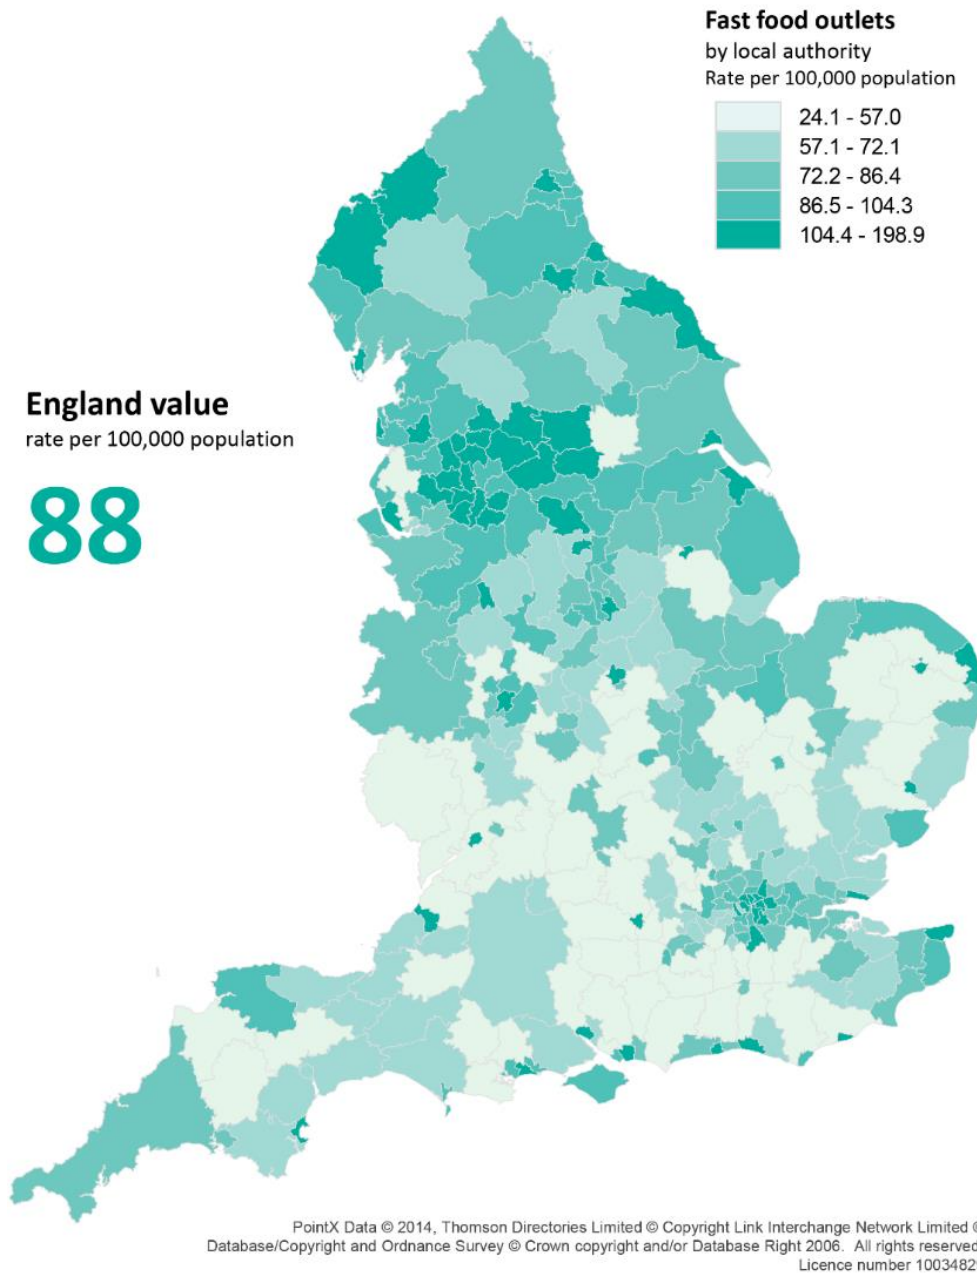 Fast food outlets
by local authority
Rate per 100,000 population
24.1 - 57.0
57.1 - 72.1
72.2 - 86.4
86.5 - 104.3
104.4 - 198.9
England value
rate per 100,000 population
88
PointX Data © 2014, Thomson Directories Limited © Copyright Link Interchange Network Limited ©
Database/Copyright and Ordnance Survey © Crown copyright and/or Database Right 2006. All rights reserved
Licence number 1003482